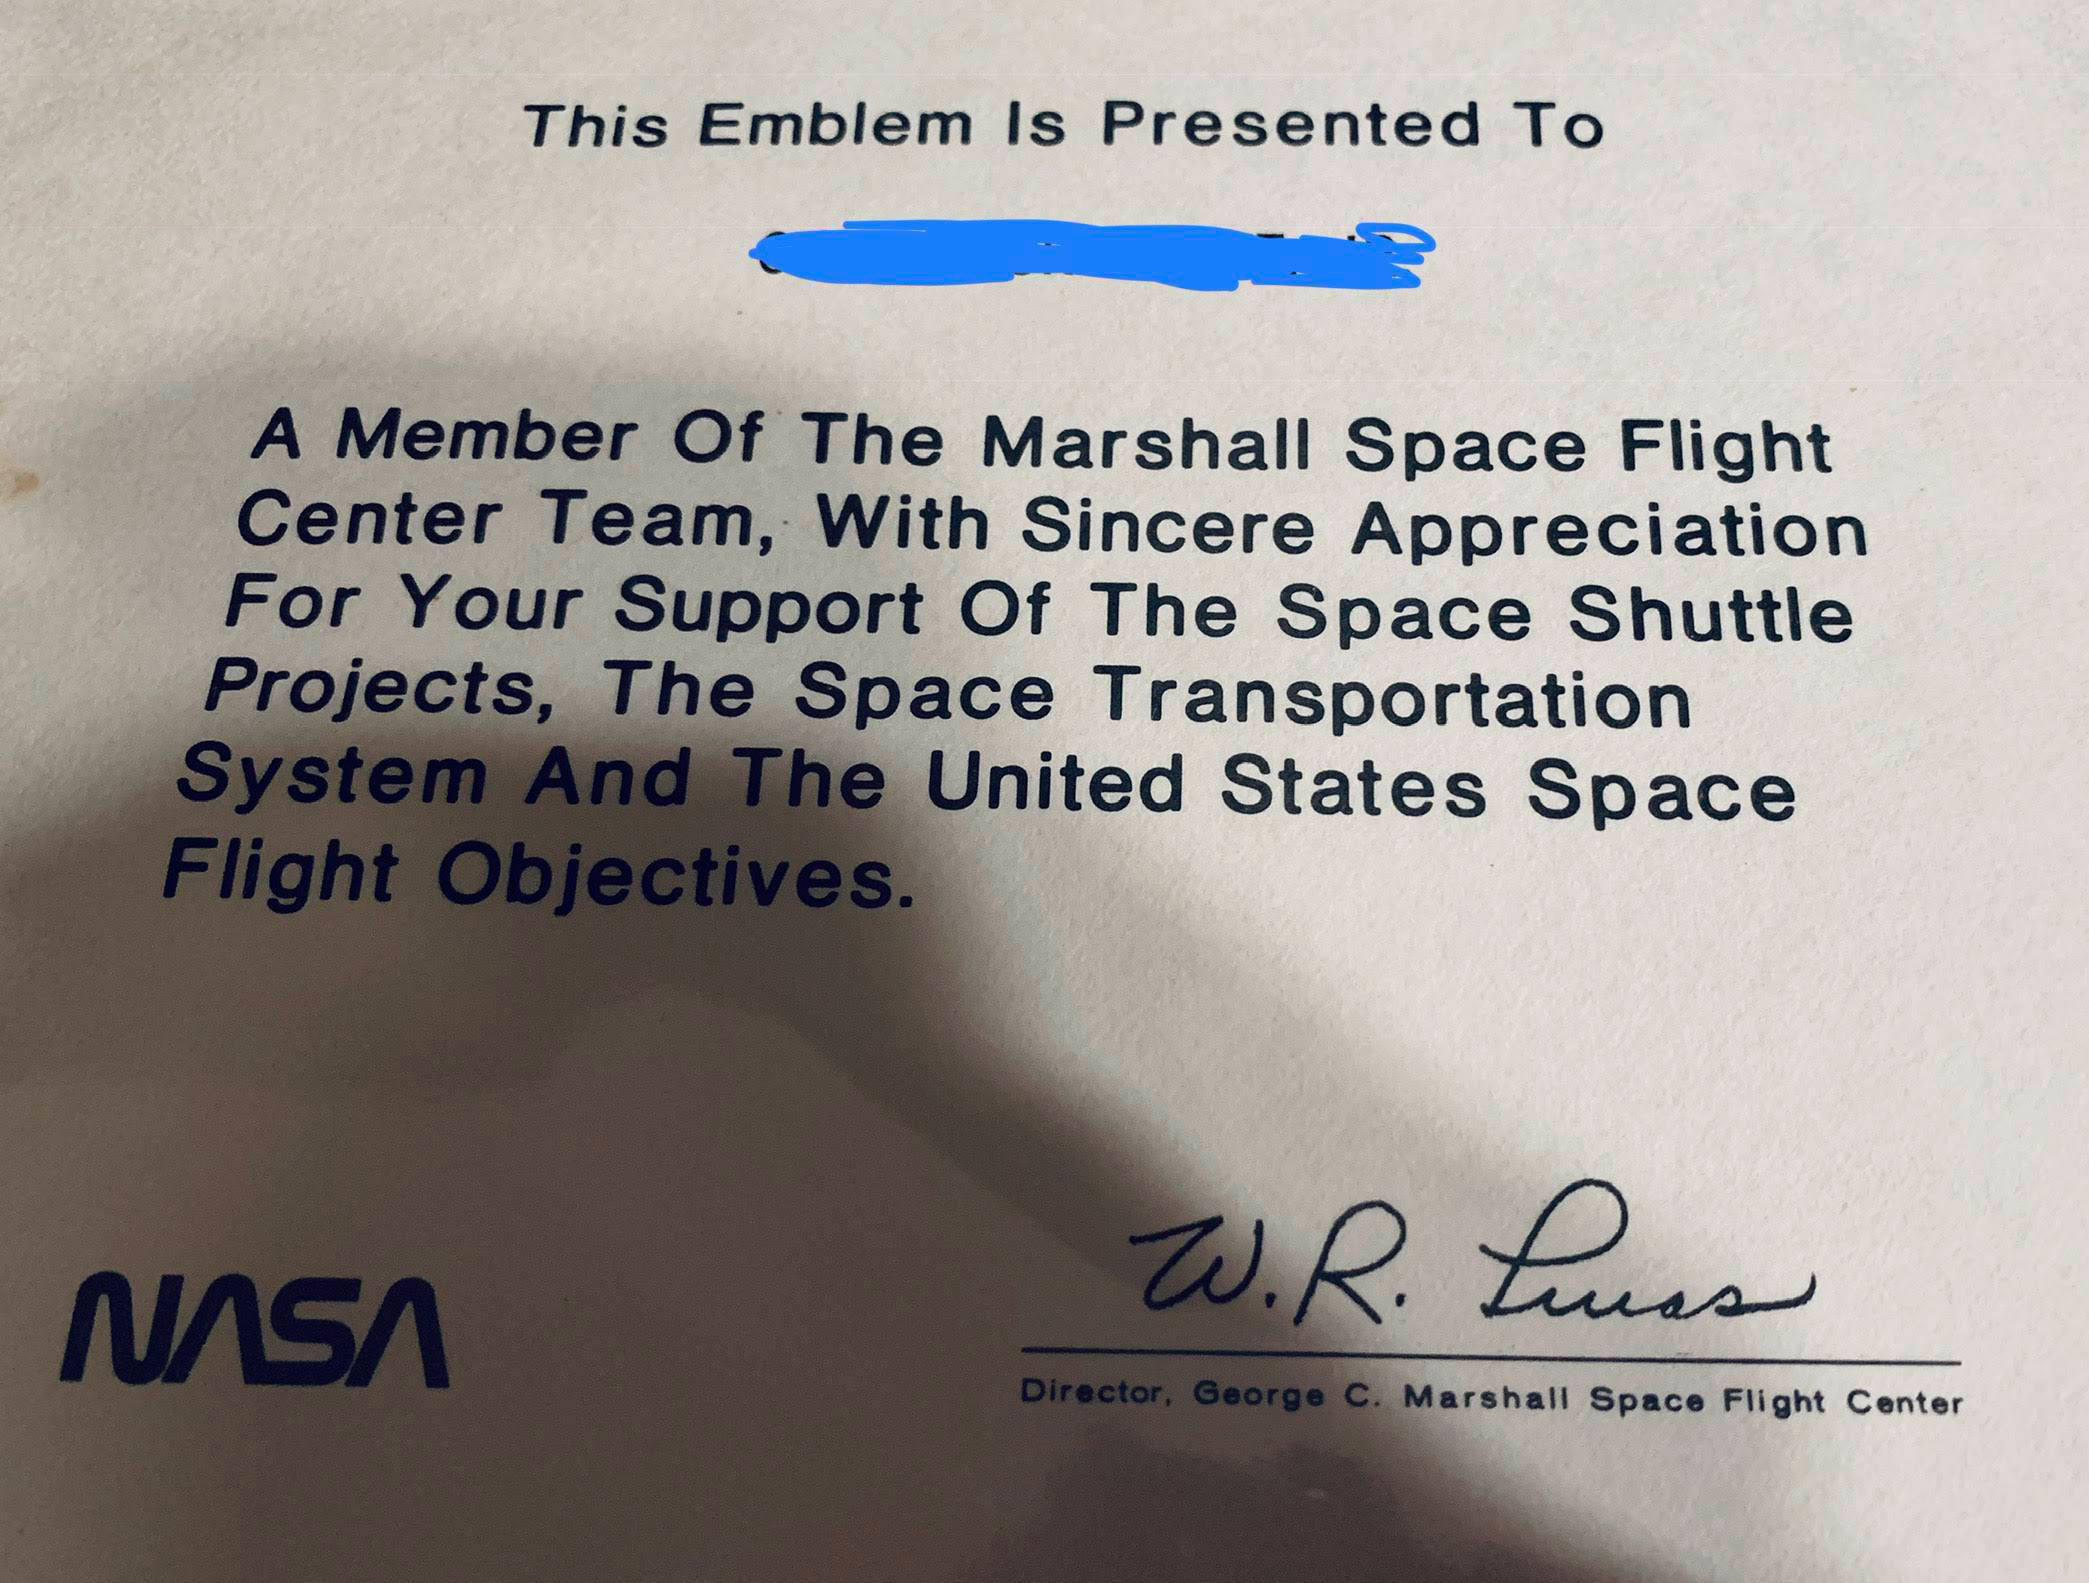 This Emblem Is Presented To
A Member Of The Marshall Space Flight
Center Team, With Sincere Appreciation
For Your Support Of The Space Shuttle
Projects, The Space Transportation
System And The United States Space
Flight Objectives.
W. R. Lucas
NASA
Director, George C. Marshall Space Flight Center